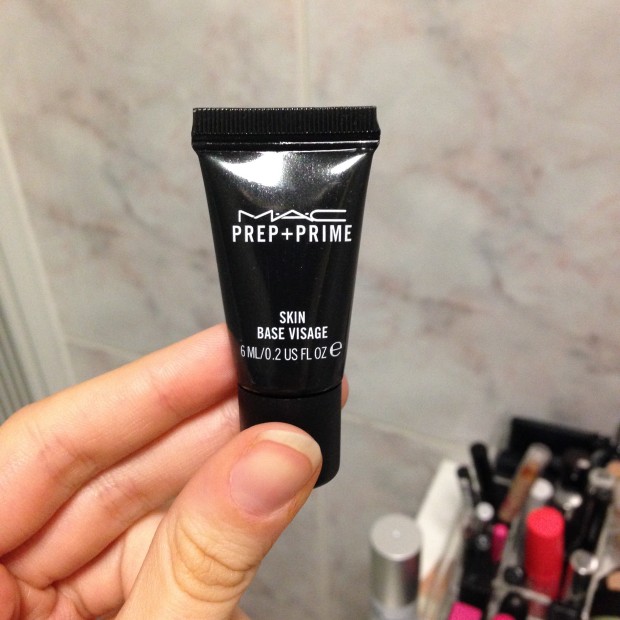 MAC
PREP+PRIME
SKIN
BASE VISAGE
6 ML/0.2 US FL OZ ℮